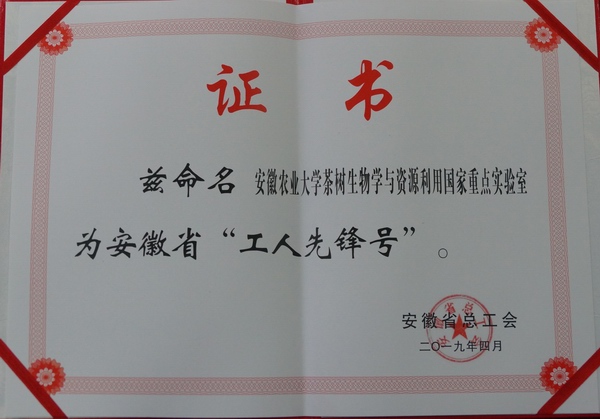 证书
兹命名 安徽农业大学茶树生物学与资源利用国家重点实验室
为安徽省“工人先锋号”。
安徽省总工会
二〇一九年四月